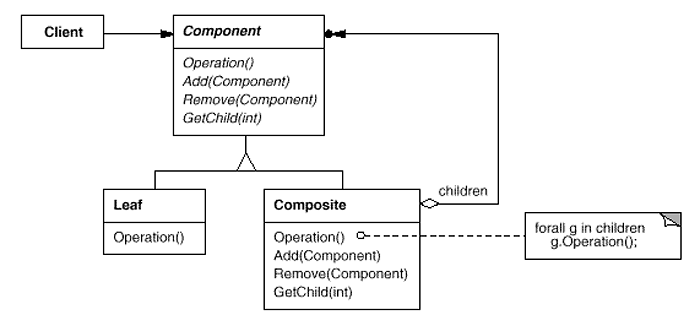 Client
Component
Operation()
Add(Component)
Remove(Component)
GetChild(int)
children
Leaf
Operation()
Composite
Operation()
Add(Component)
Remove(Component)
GetChild(int)
forall g in children
g.Operation();